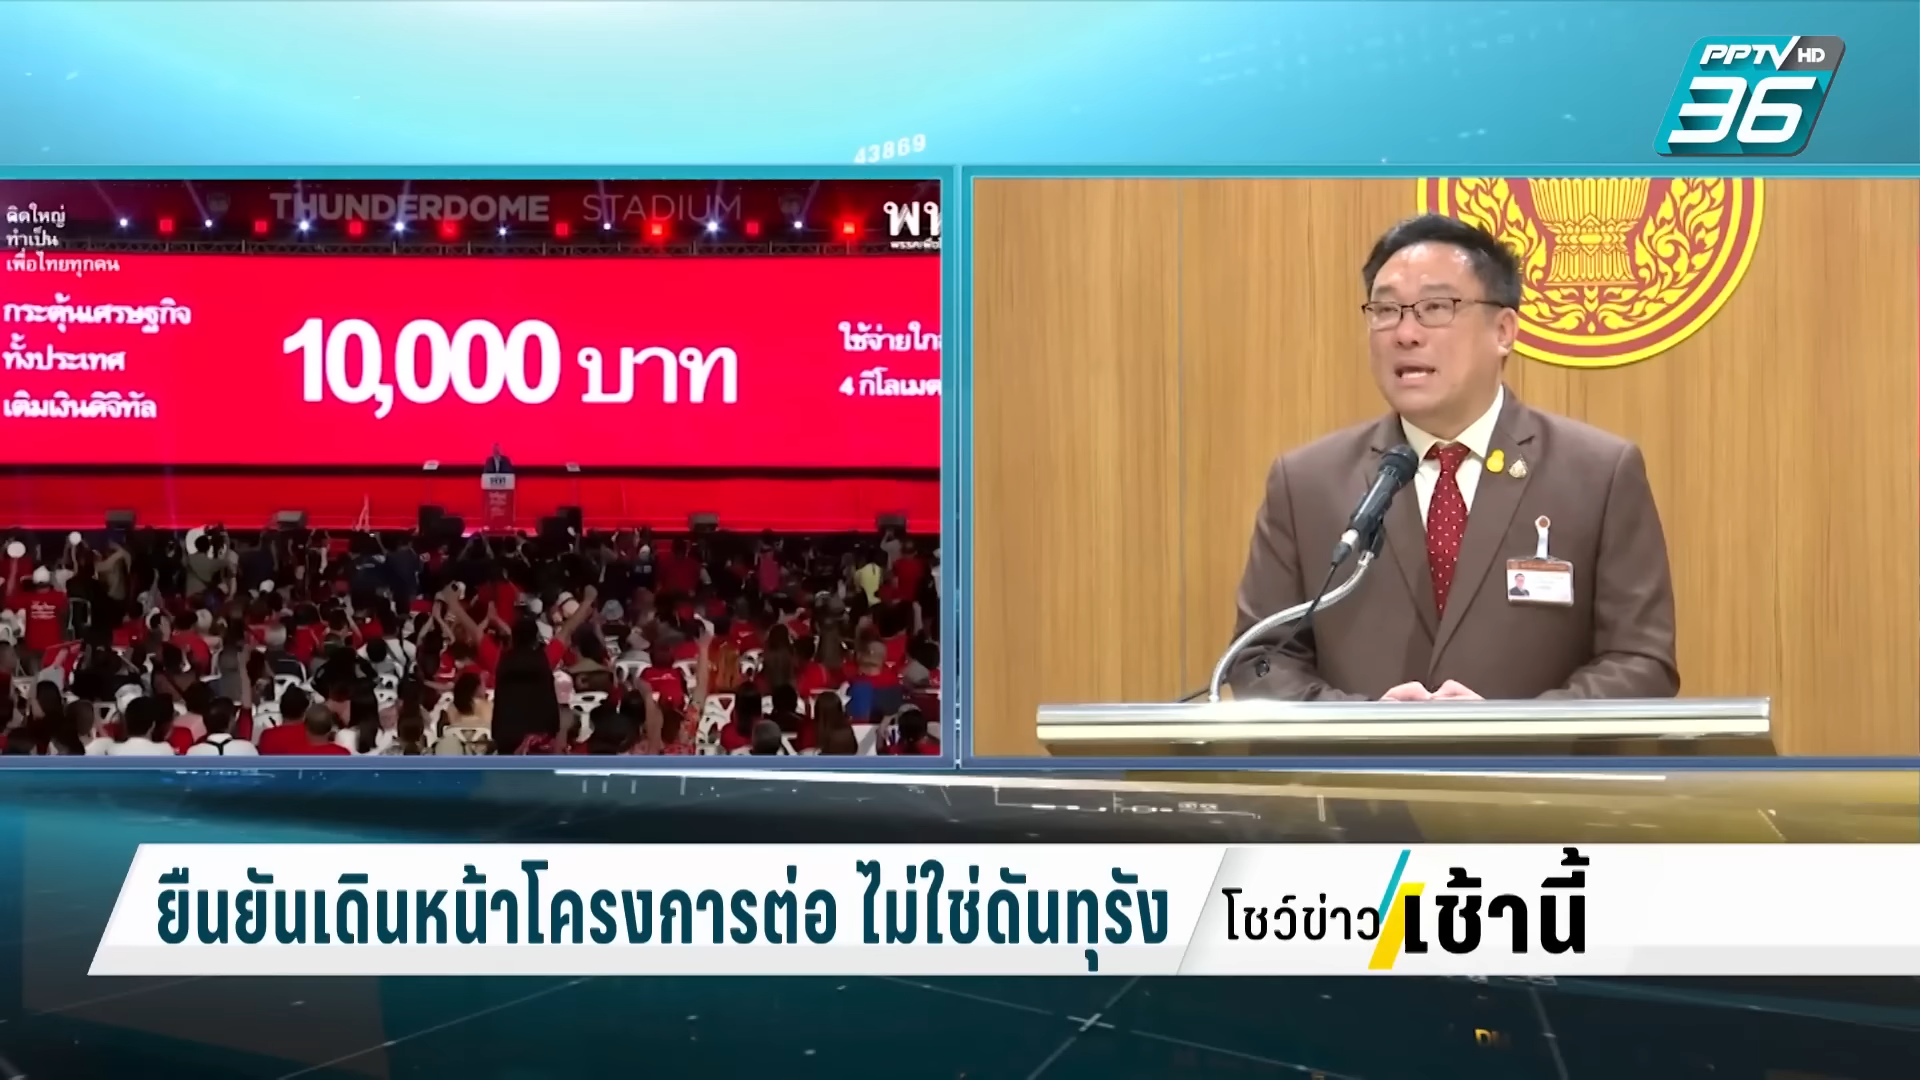 PPTV HD
36
43869
THUNDERDOME STADIUM
คิดใหญ่
ทำเป็น
เพื่อไทยทุกคน
กระตุ้นเศรษฐกิจ
ทั้งประเทศ
เติมเงินดิจิทัล
10,000 บาท
ใช้จ่าย
4 กิโลเมตร
ยืนยันเดินหน้าโครงการต่อ ไม่ใช่ดันทุรัง
โชว์ข่าว เช้านี้